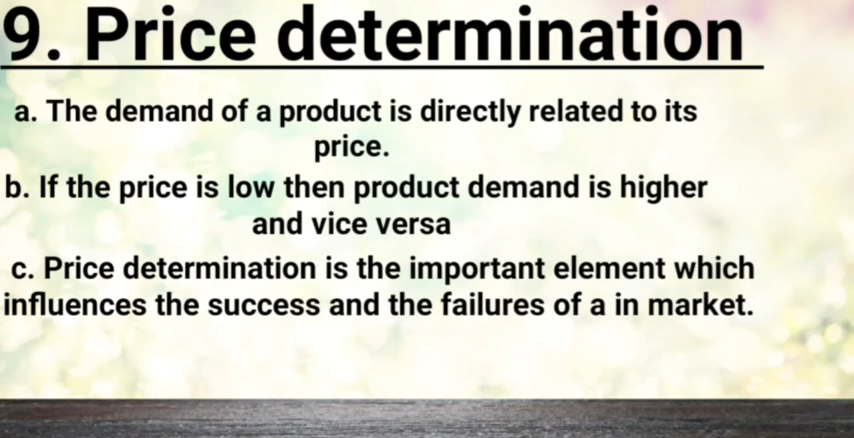 9. Price determination
a. The demand of a product is directly related to its
price.
b. If the price is low then product demand is higher
and vice versa
c. Price determination is the important element which
influences the success and the failures of a in market.